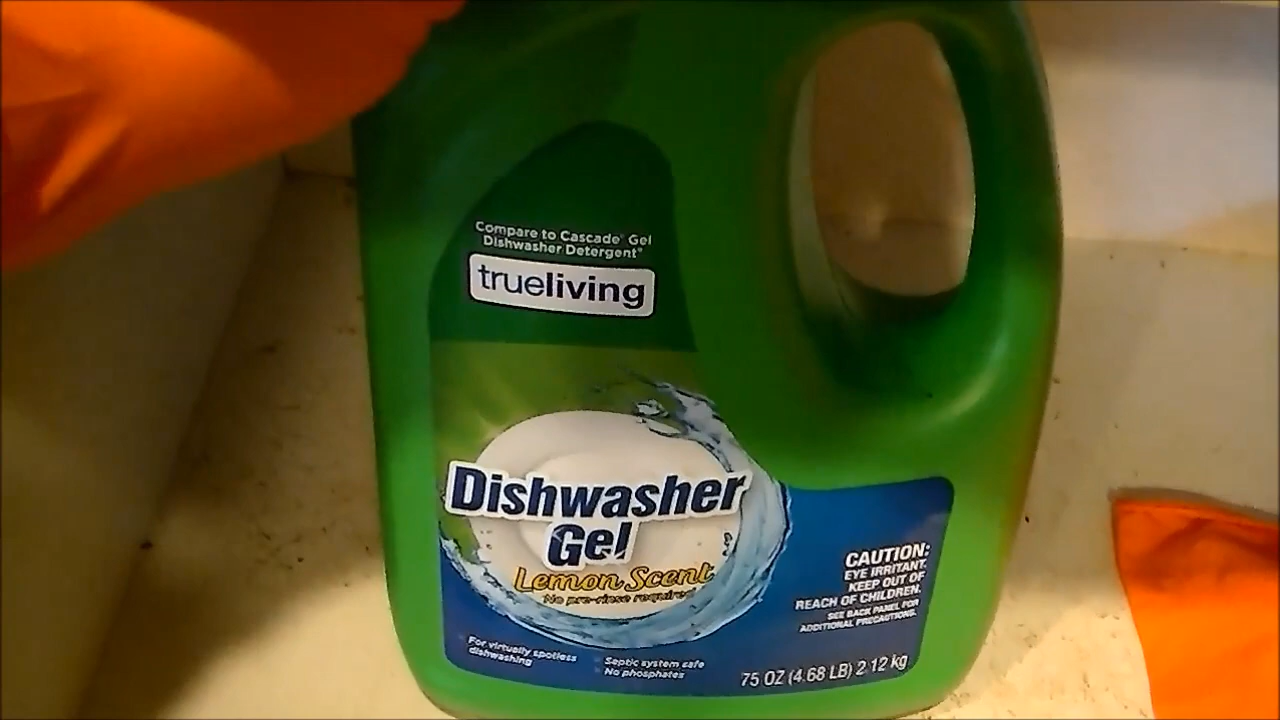 Compare to Cascade® Gel
Dishwasher Detergent*
trueliving
Dishwasher
Gel
Lemon Scent
No pre-rinse required
For virtually spotless
dishwashing
Septic system safe
No phosphates
CAUTION:
EYE IRRITANT.
KEEP OUT OF
REACH OF CHILDREN.
SEE BACK PANEL FOR
ADDITIONAL PRECAUTIONS.
75 OZ (4.68 LB) 2.12 kg